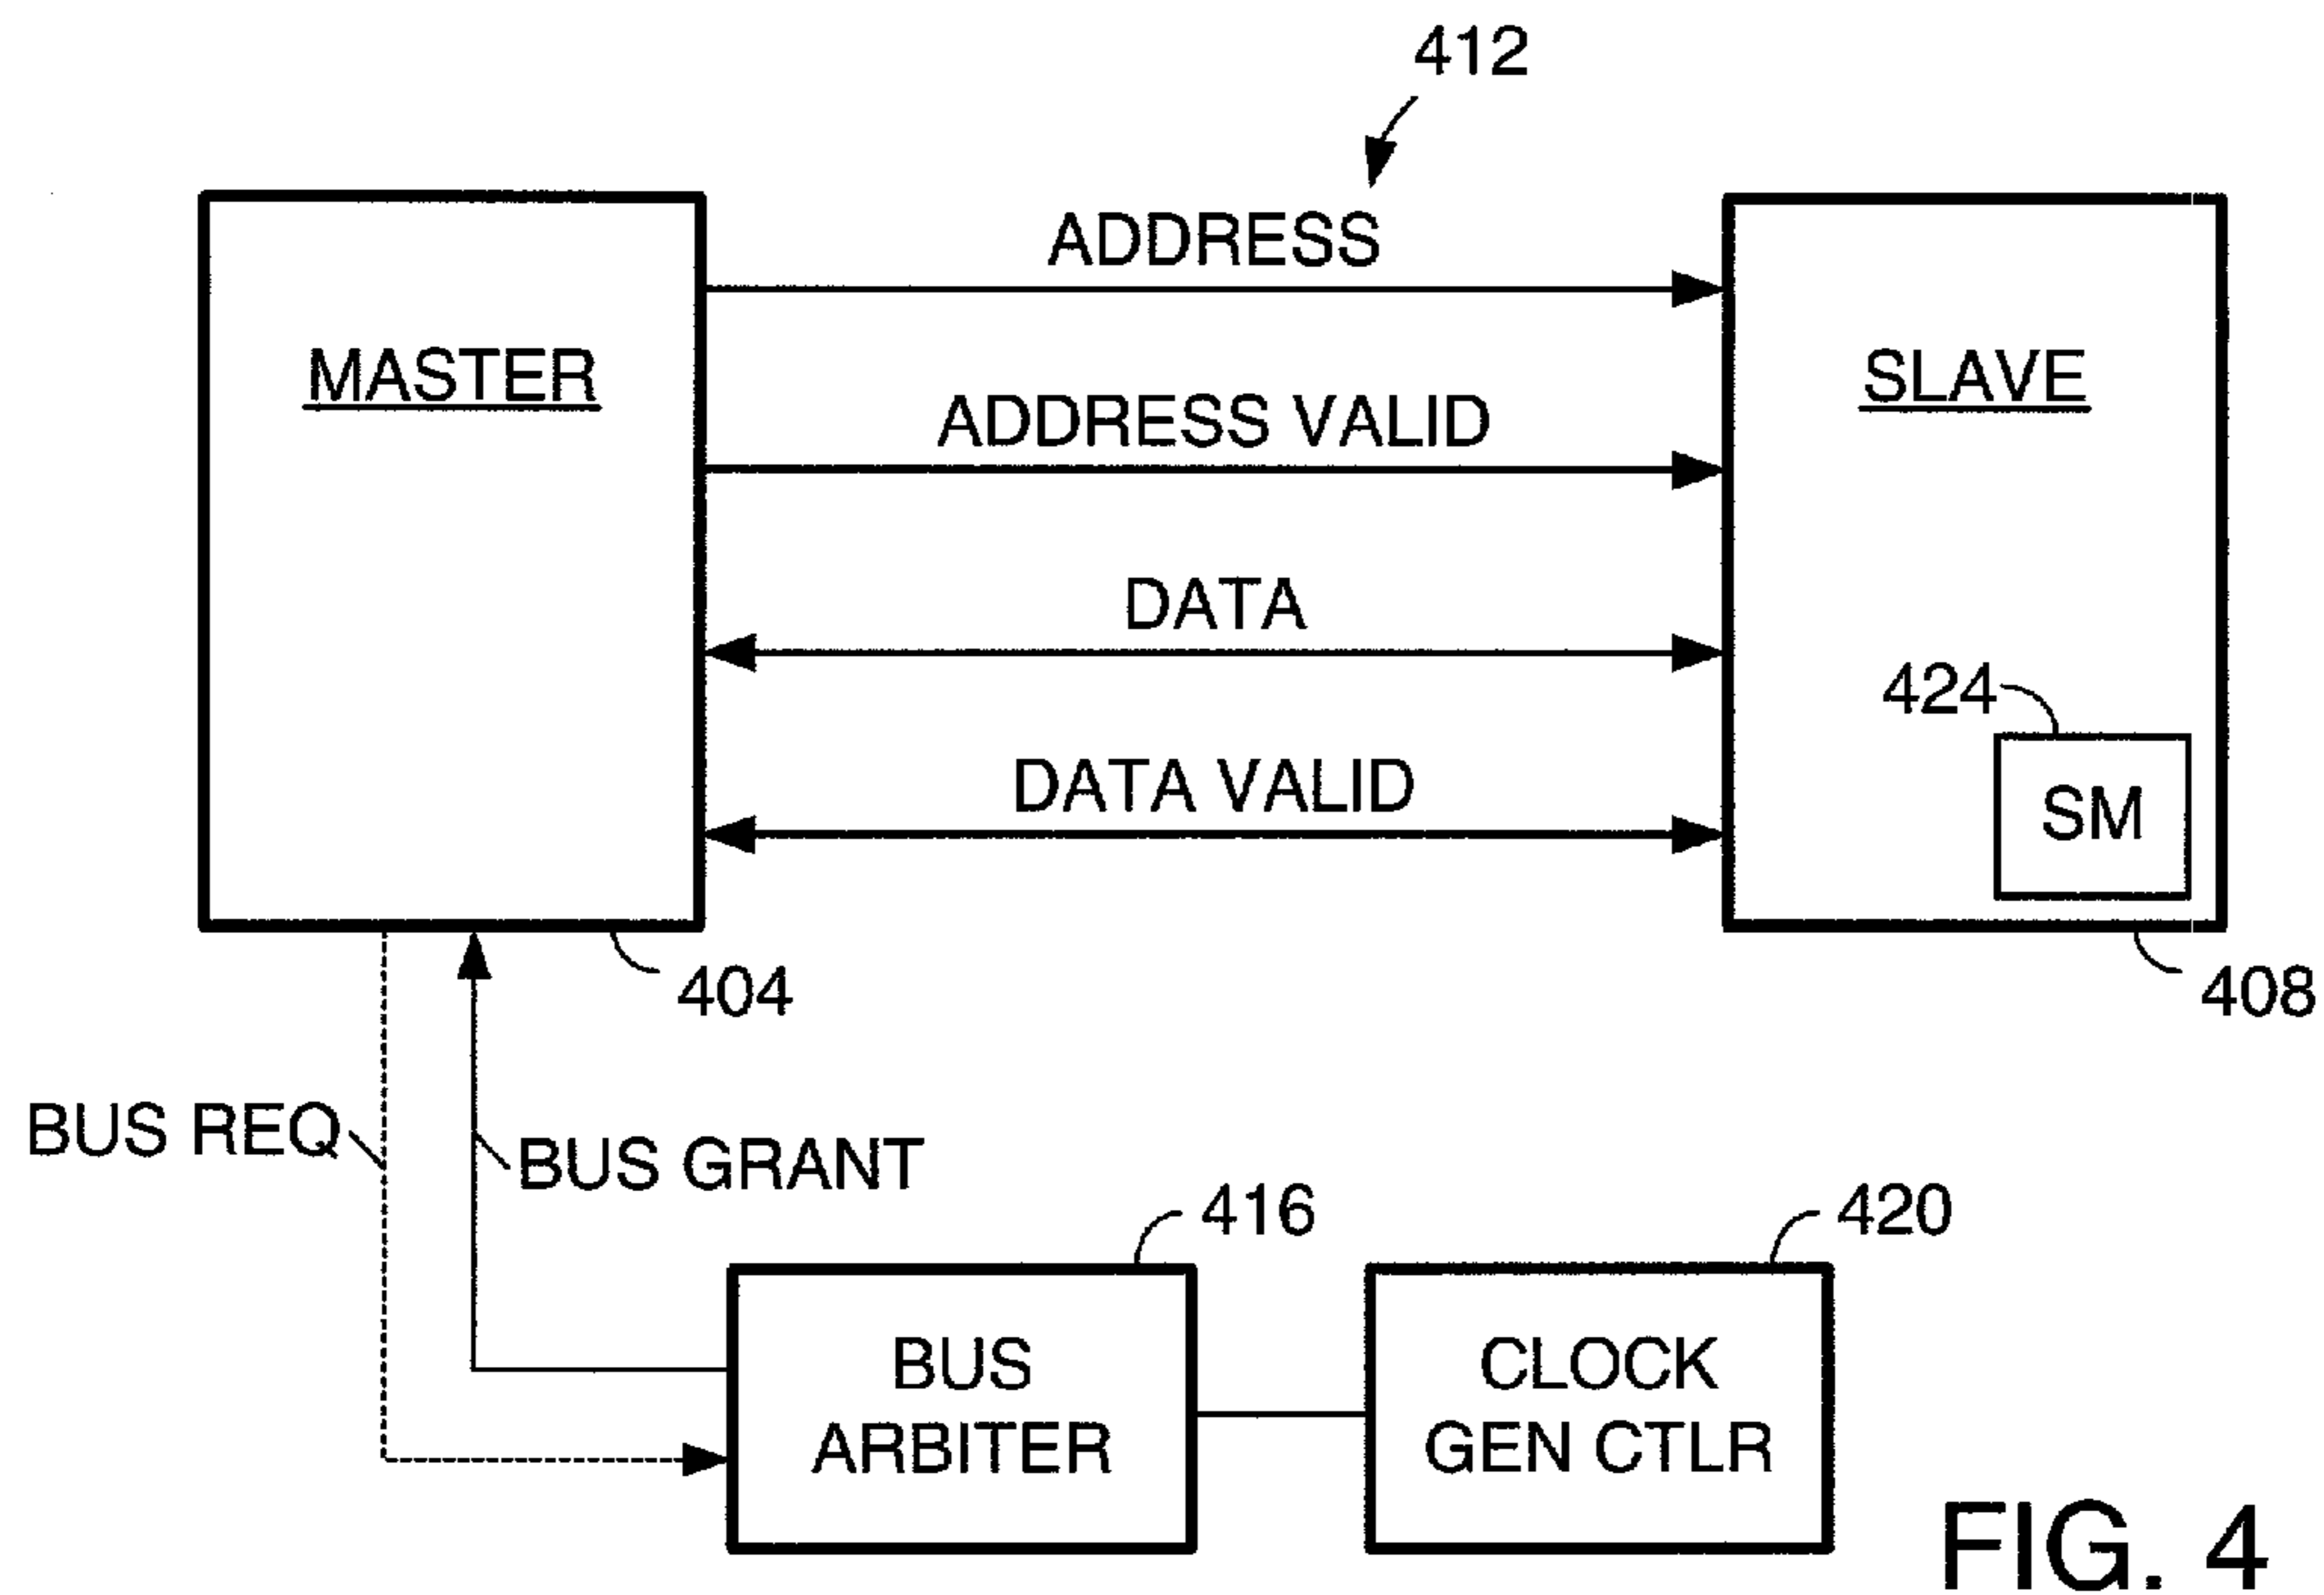 412
ADDRESS
MASTER
SLAVE
ADDRESS VALID
DATA
424
DATA VALID
SM
404
408
BUS REQ
BUS GRANT
416
420
BUS
ARBITER
CLOCK
GEN CTLR
FIG. 4